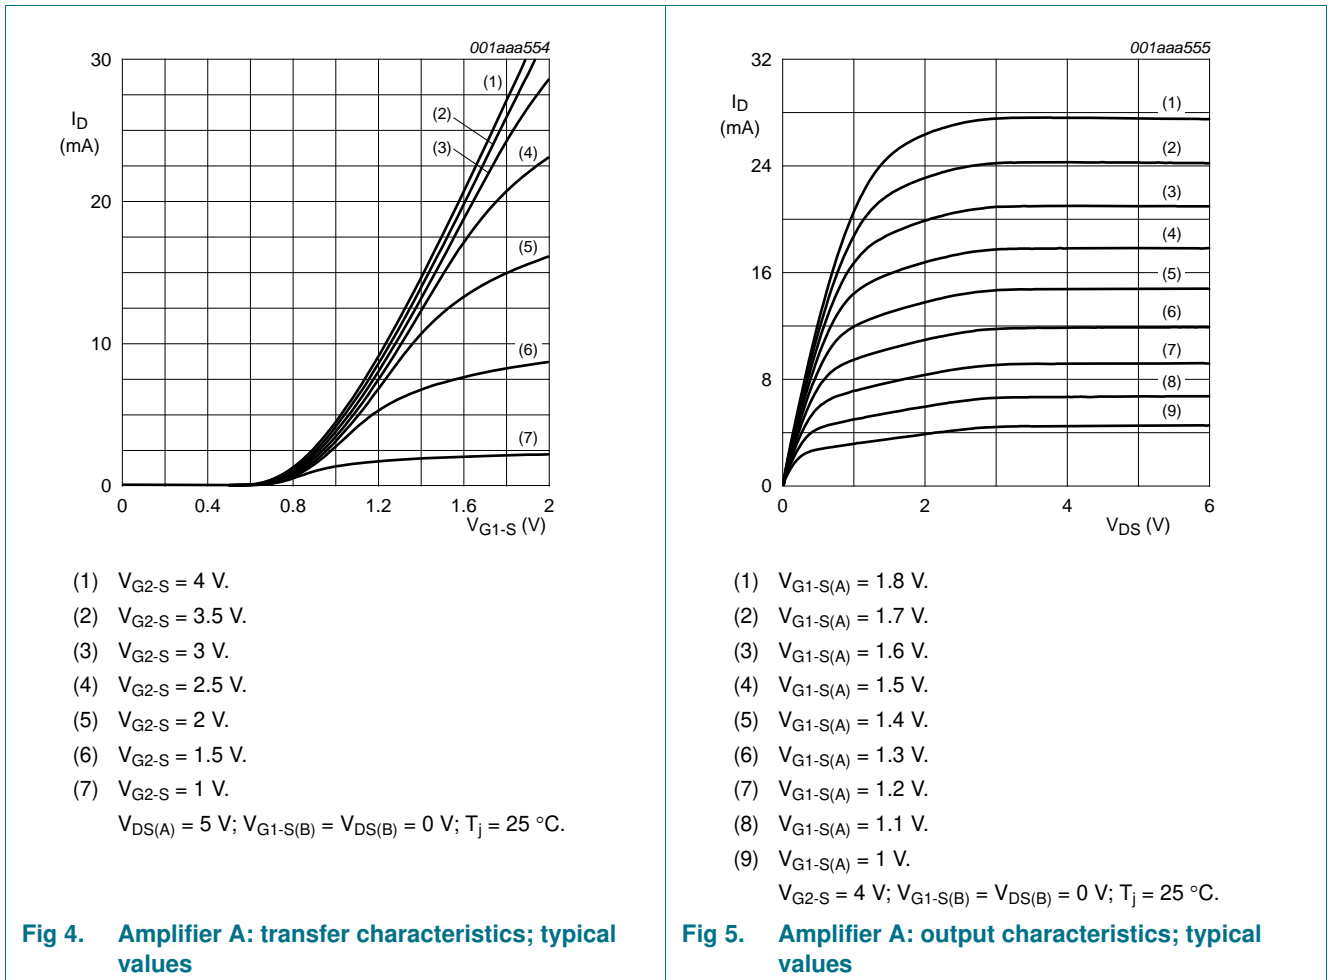 001aaa554
30
20
10
0
I_D
(mA)
(1)
(2)
(3)
(4)
(5)
(6)
(7)
0 0.4 0.8 1.2 1.6 2
V_G1-S (V)
(1) V_G2-S = 4 V.
(2) V_G2-S = 3.5 V.
(3) V_G2-S = 3 V.
(4) V_G2-S = 2.5 V.
(5) V_G2-S = 2 V.
(6) V_G2-S = 1.5 V.
(7) V_G2-S = 1 V.
V_DS(A) = 5 V; V_G1-S(B) = V_DS(B) = 0 V; T_j = 25 °C.
Fig 4. Amplifier A: transfer characteristics; typical
values
001aaa555
32
24
16
8
0
I_D
(mA)
(1)
(2)
(3)
(4)
(5)
(6)
(7)
(8)
(9)
0 2 4 6
V_DS (V)
(1) V_G1-S(A) = 1.8 V.
(2) V_G1-S(A) = 1.7 V.
(3) V_G1-S(A) = 1.6 V.
(4) V_G1-S(A) = 1.5 V.
(5) V_G1-S(A) = 1.4 V.
(6) V_G1-S(A) = 1.3 V.
(7) V_G1-S(A) = 1.2 V.
(8) V_G1-S(A) = 1.1 V.
(9) V_G1-S(A) = 1 V.
V_G2-S = 4 V; V_G1-S(B) = V_DS(B) = 0 V; T_j = 25 °C.
Fig 5. Amplifier A: output characteristics; typical
values